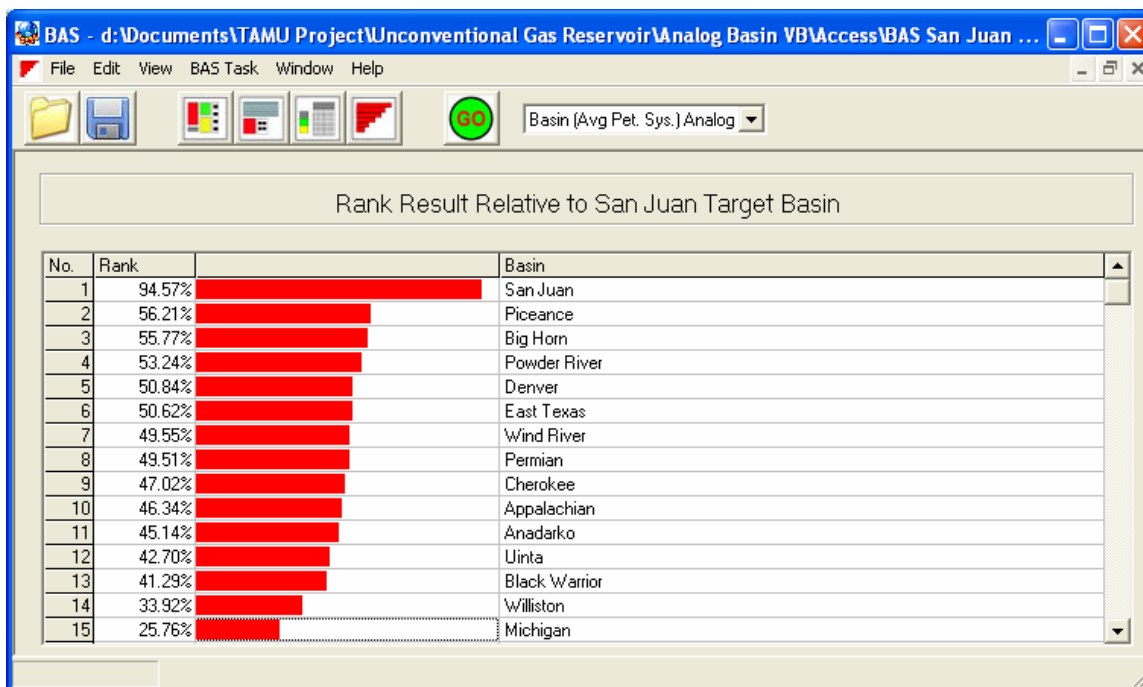 BAS - d:\Documents\TAMU Project\Unconventional Gas Reservoir\Analog Basin VB\Access\BAS San Juan ...
File Edit View BAS Task Window Help
GO Basin (Avg Pet. Sys.) Analog
Rank Result Relative to San Juan Target Basin
No. Rank Basin
1 94.57% San Juan
2 56.21% Piceance
3 55.77% Big Horn
4 53.24% Powder River
5 50.84% Denver
6 50.62% East Texas
7 49.55% Wind River
8 49.51% Permian
9 47.02% Cherokee
10 46.34% Appalachian
11 45.14% Anadarko
12 42.70% Uinta
13 41.29% Black Warrior
14 33.92% Williston
15 25.76% Michigan